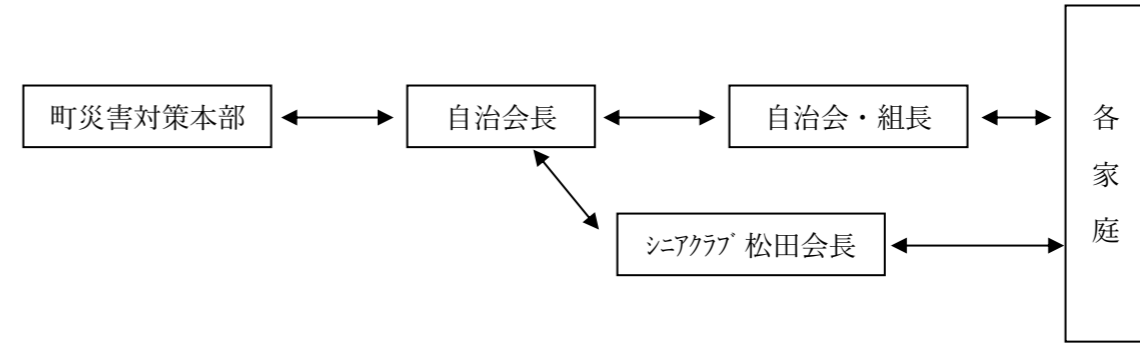 町災害対策本部
自治会長
自治会・組長
各家庭
ｼﾆｱｸﾗﾌﾞ松田会長